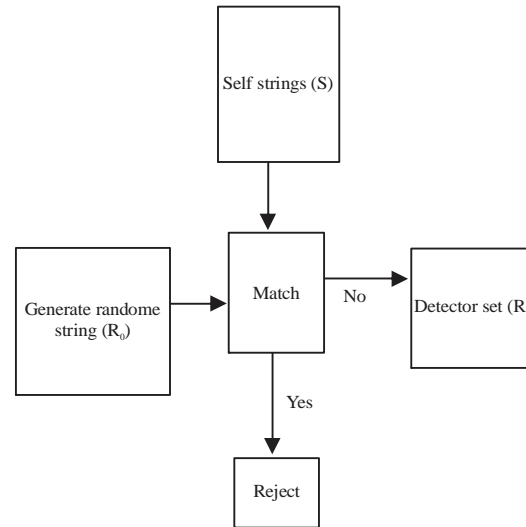 Self strings (S)
Generate randome
string (R₀)
Match
No
Detector set (R
Yes
Reject